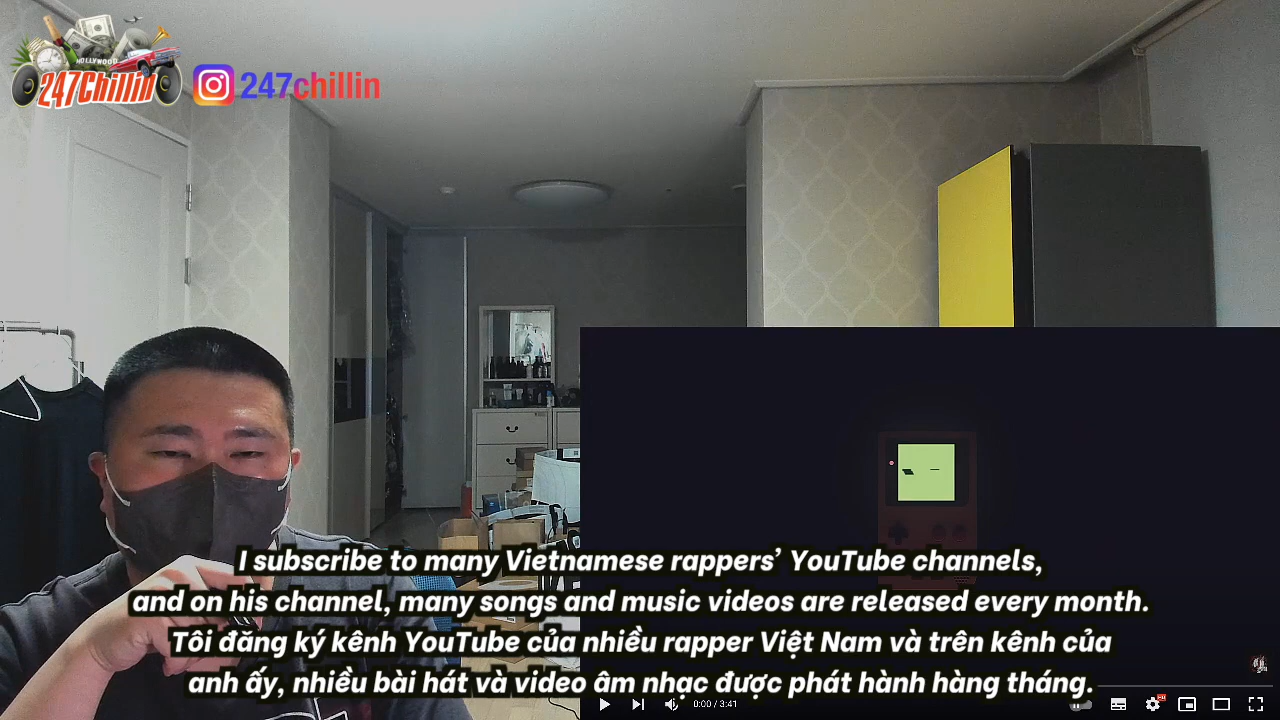 HOLLYWOOD
247Chillin
247chillin
I subscribe to many Vietnamese rappers' YouTube channels,
and on his channel, many songs and music videos are released every month.
Tôi đăng ký kênh YouTube của nhiều rapper Việt Nam và trên kênh của
anh ấy, nhiều bài hát và video âm nhạc được phát hành hàng tháng.
0:00 / 3:41